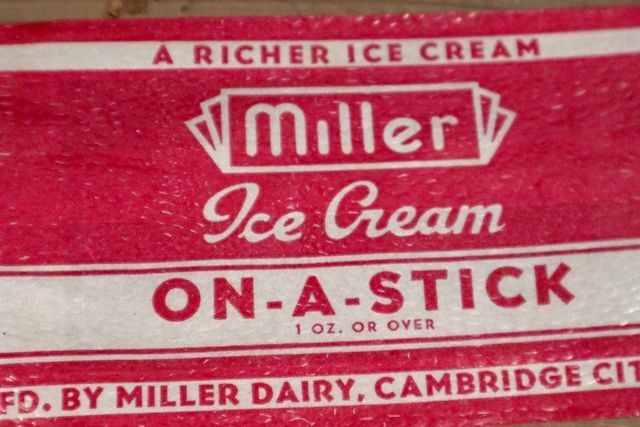 A RICHER ICE CREAM
Miller
Ice Cream
ON-A-STICK
1 OZ. OR OVER
FD. BY MILLER DAIRY, CAMBRIDGE CIT